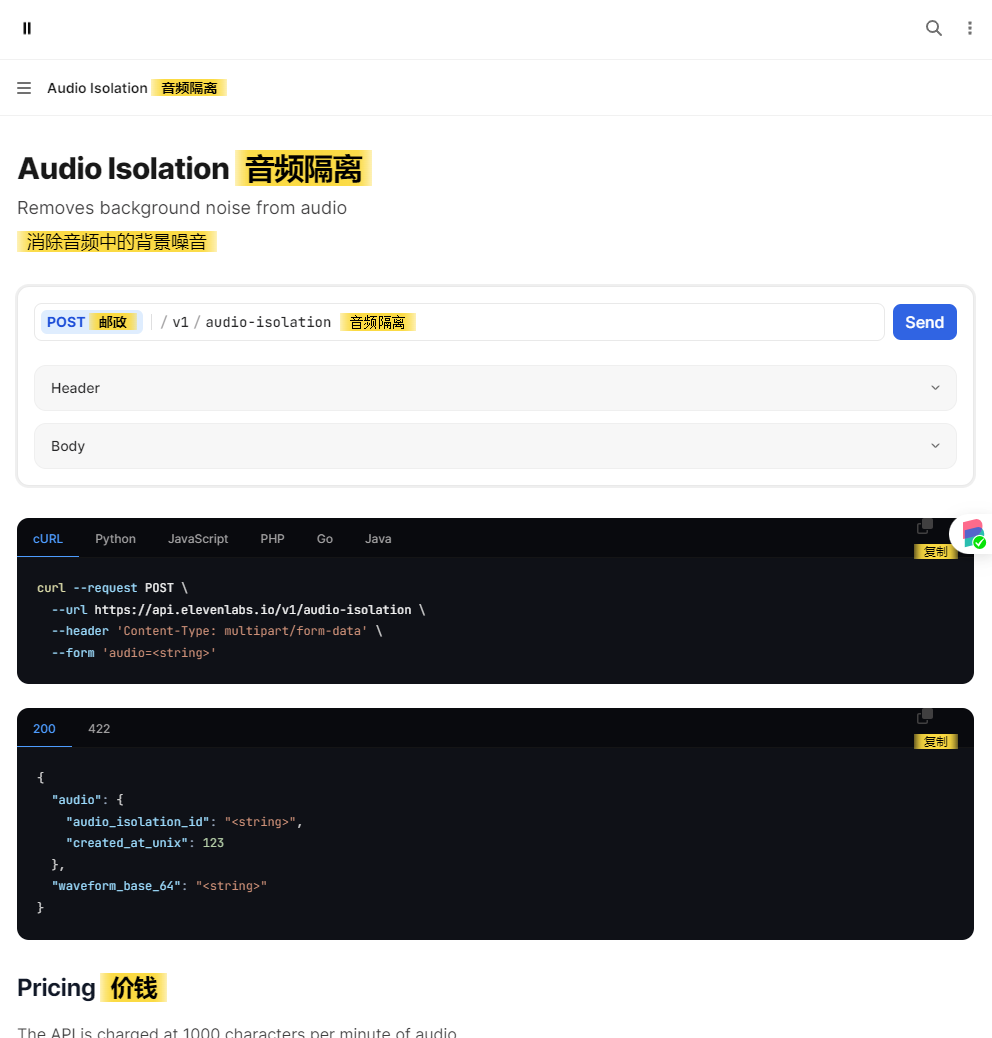 Audio Isolation 音频隔离
Audio Isolation 音频隔离
Removes background noise from audio
消除音频中的背景噪音
POST 邮政 / v1 / audio-isolation 音频隔离 Send
Header
Body
cURL Python JavaScript PHP Go Java
复制
curl --request POST \
--url https://api.elevenlabs.io/v1/audio-isolation \
--header 'Content-Type: multipart/form-data' \
--form 'audio=<string>'
200 422
复制
{
"audio": {
"audio_isolation_id": "<string>",
"created_at_unix": 123
},
"waveform_base_64": "<string>"
}
Pricing 价钱
The API is charged at 1000 characters per minute of audio.